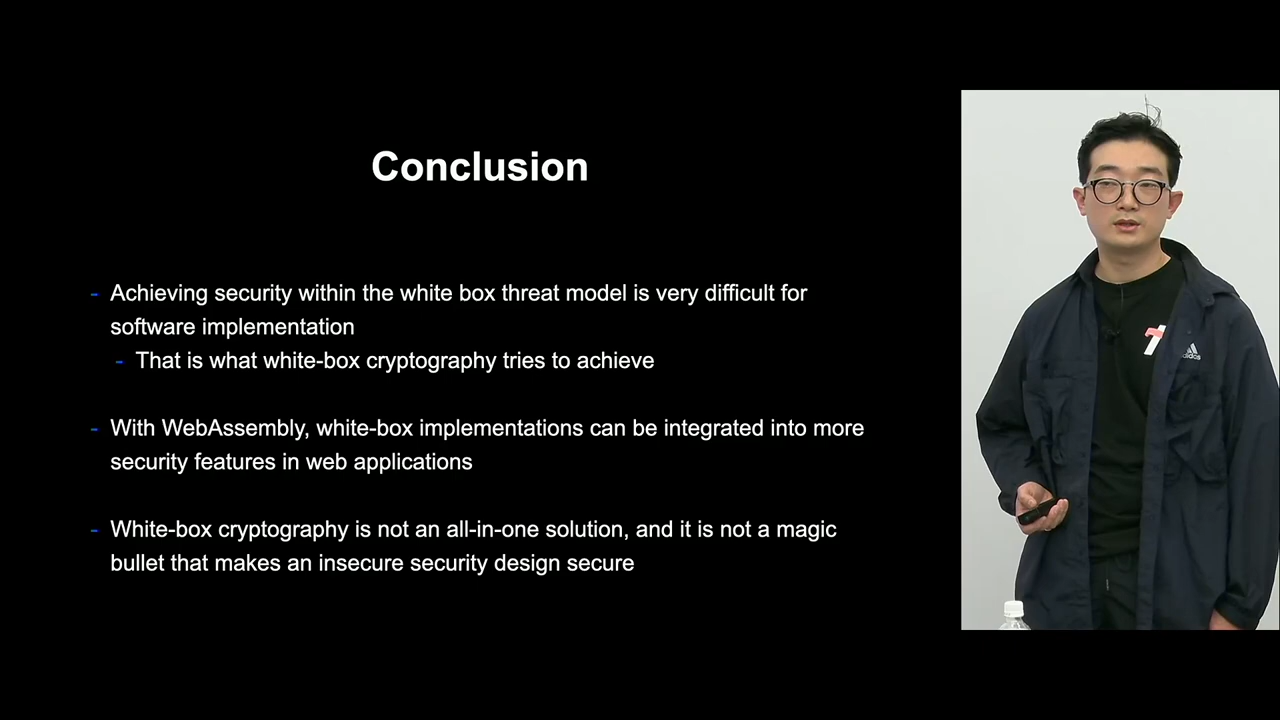 Conclusion
- Achieving security within the white box threat model is very difficult for
software implementation
- That is what white-box cryptography tries to achieve
- With WebAssembly, white-box implementations can be integrated into more
security features in web applications
- White-box cryptography is not an all-in-one solution, and it is not a magic
bullet that makes an insecure security design secure
adidas